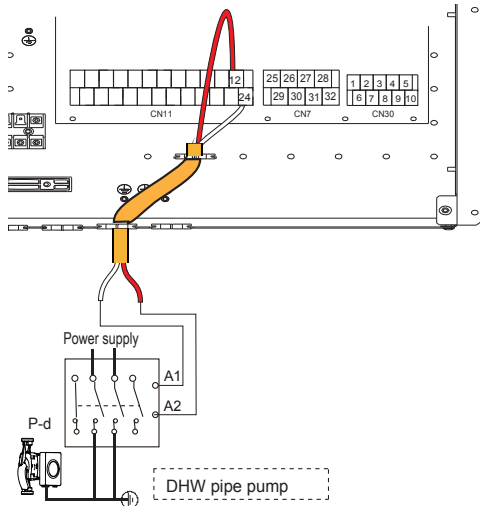 12
25 26 27 28
1 2 3 4 5
24
29 30 31 32
6 7 8 9 10
CN11
CN7
CN30
Power supply
A1
A2
P-d
DHW pipe pump